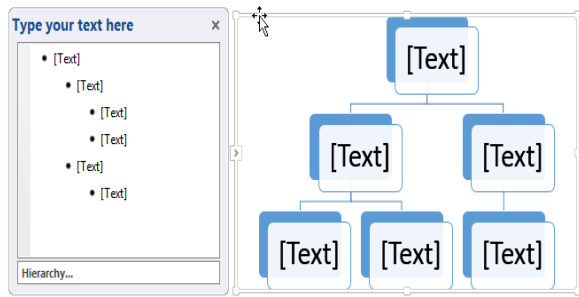 Type your text here ×
• [Text]
• [Text]
• [Text]
• [Text]
• [Text]
• [Text]
Hierarchy...
[Text]
[Text] [Text]
[Text] [Text] [Text]